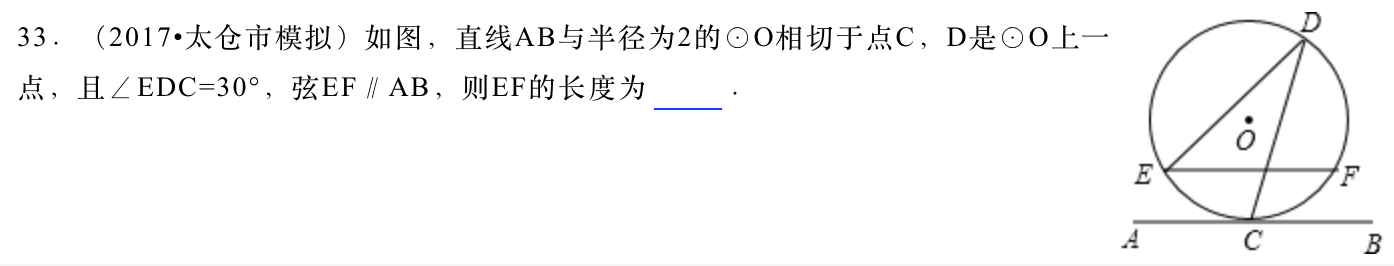 33. （2017•太仓市模拟）如图，直线AB与半径为2的⊙O相切于点C，D是⊙O上一
点，且∠EDC=30°，弦EF∥AB，则EF的长度为 ____ .
D
O
E
F
A
C
B